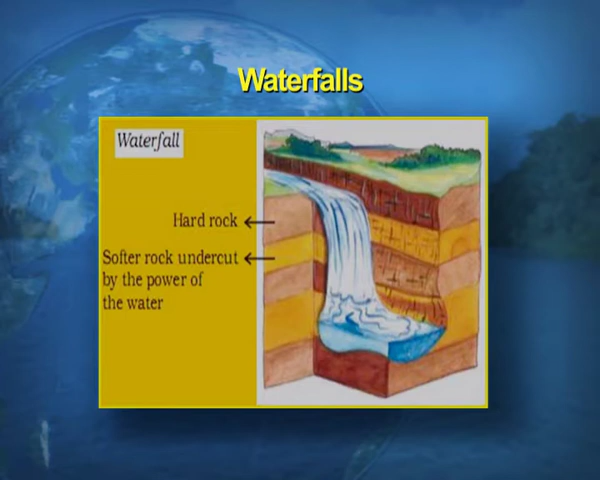 Waterfalls
Waterfall
Hard rock
Softer rock undercut
by the power of
the water